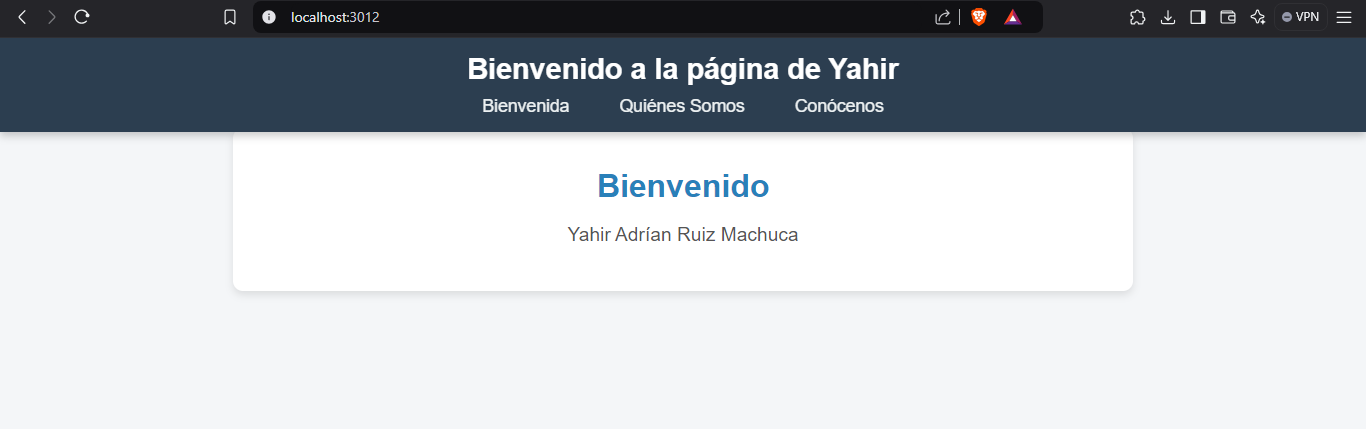 localhost:3012
VPN
Bienvenido a la página de Yahir
Bienvenida Quiénes Somos Conócenos
Bienvenido
Yahir Adrían Ruiz Machuca